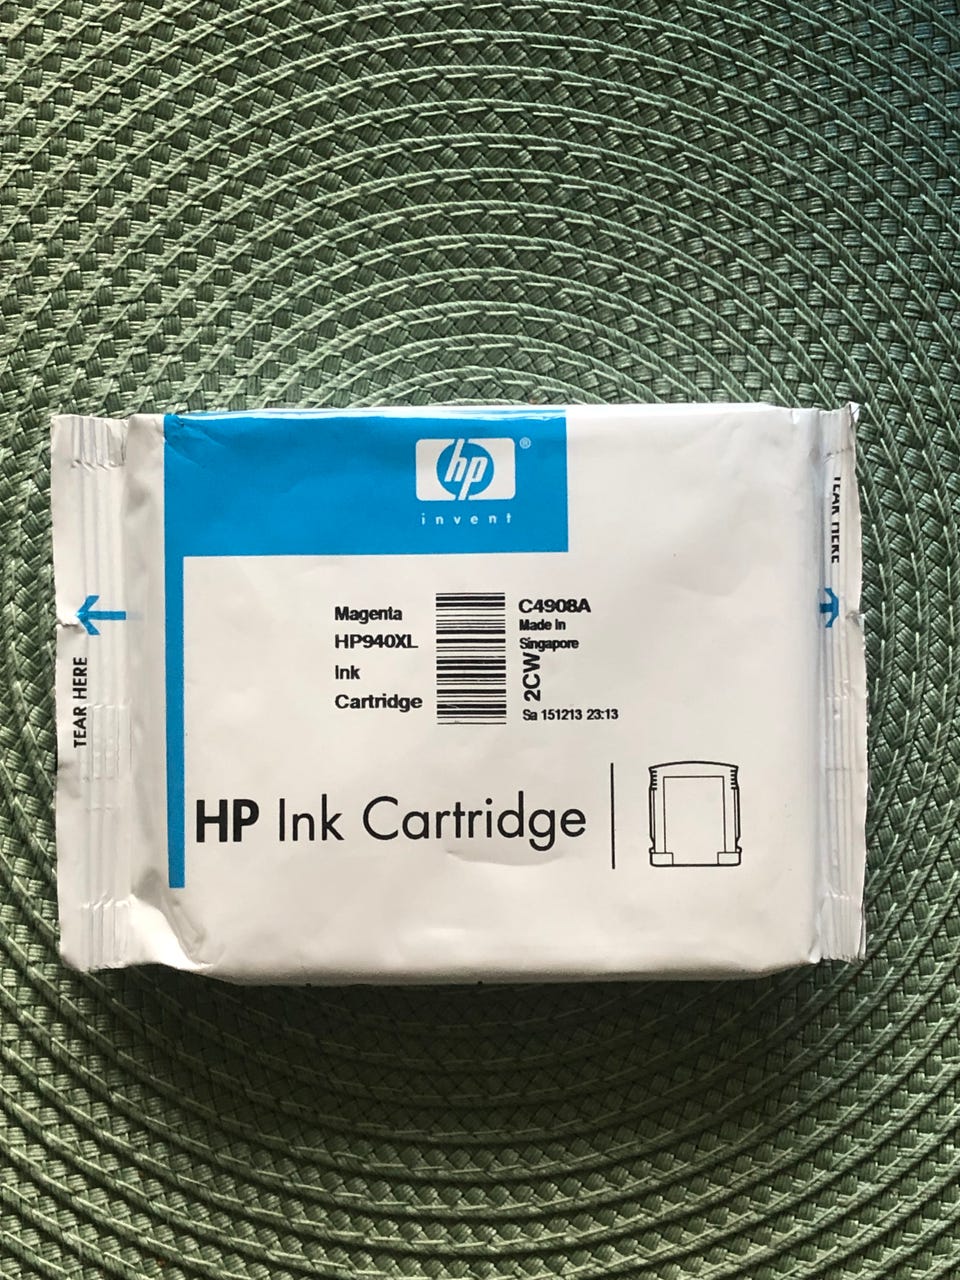 hp®
invent
Magenta
HP940XL
Ink
Cartridge
C4908A
Made in
Singapore
2CW
Sa 151213 23:13
HP Ink Cartridge
TEAR HERE
TEAR HERE